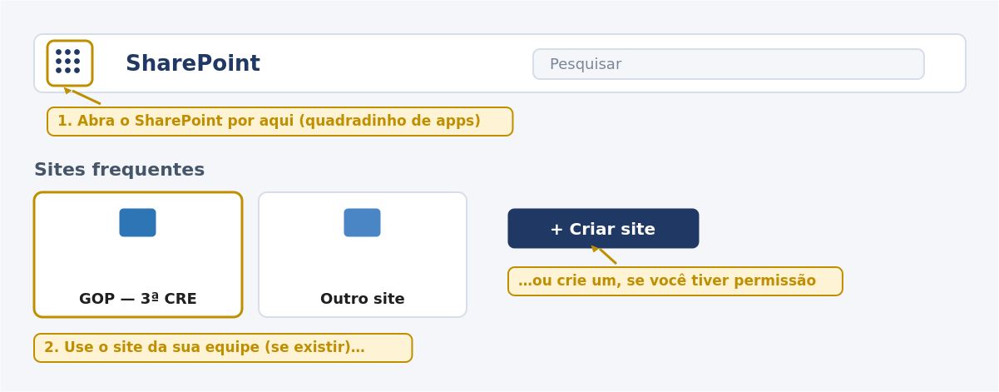 SharePoint
Pesquisar
1. Abra o SharePoint por aqui (quadradinho de apps)
Sites frequentes
+ Criar site
...ou crie um, se você tiver permissão
GOP — 3ª CRE
Outro site
2. Use o site da sua equipe (se existir)...